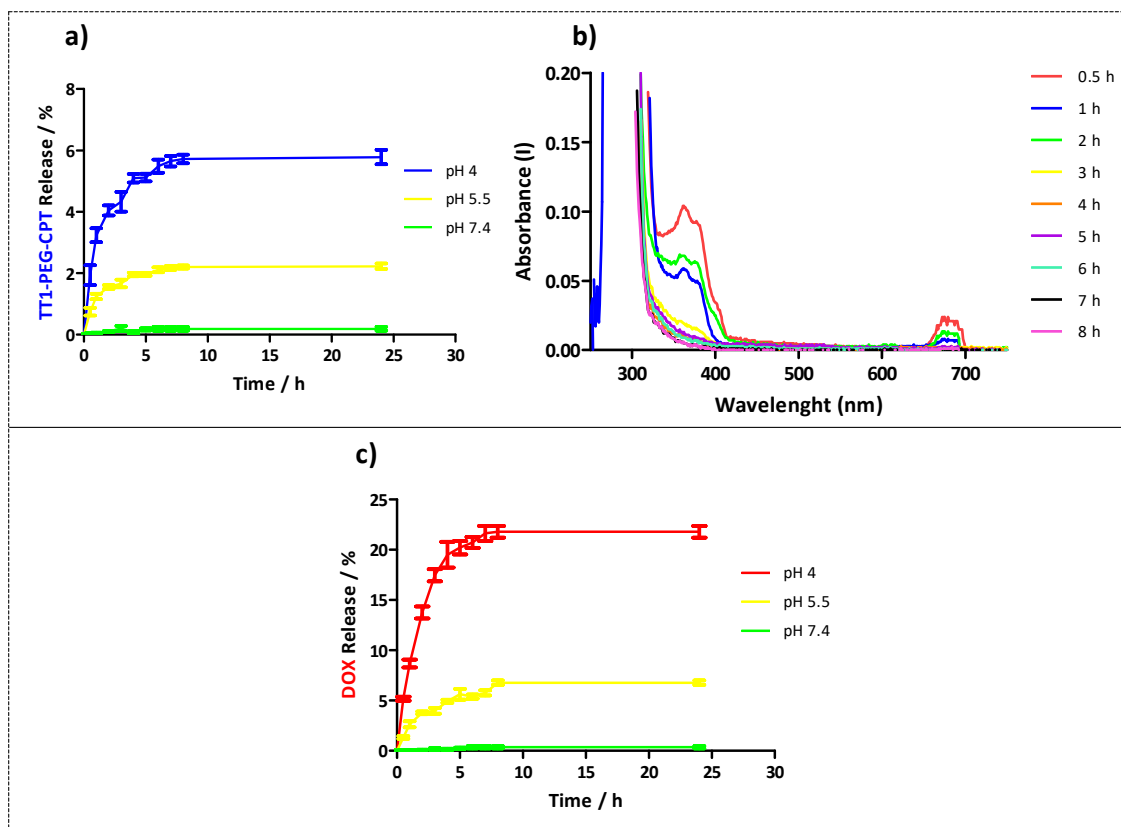 a)
TT1-PEG-CPT Release / %
8
6
4
2
0
0 5 10 15 20 25 30
Time / h
pH 4
pH 5.5
pH 7.4
b)
Absorbance (I)
0.20
0.15
0.10
0.05
0.00
300 400 500 600 700
Wavelenght (nm)
0.5 h
1 h
2 h
3 h
4 h
5 h
6 h
7 h
8 h
c)
DOX Release / %
25
20
15
10
5
0
0 5 10 15 20 25 30
Time / h
pH 4
pH 5.5
pH 7.4